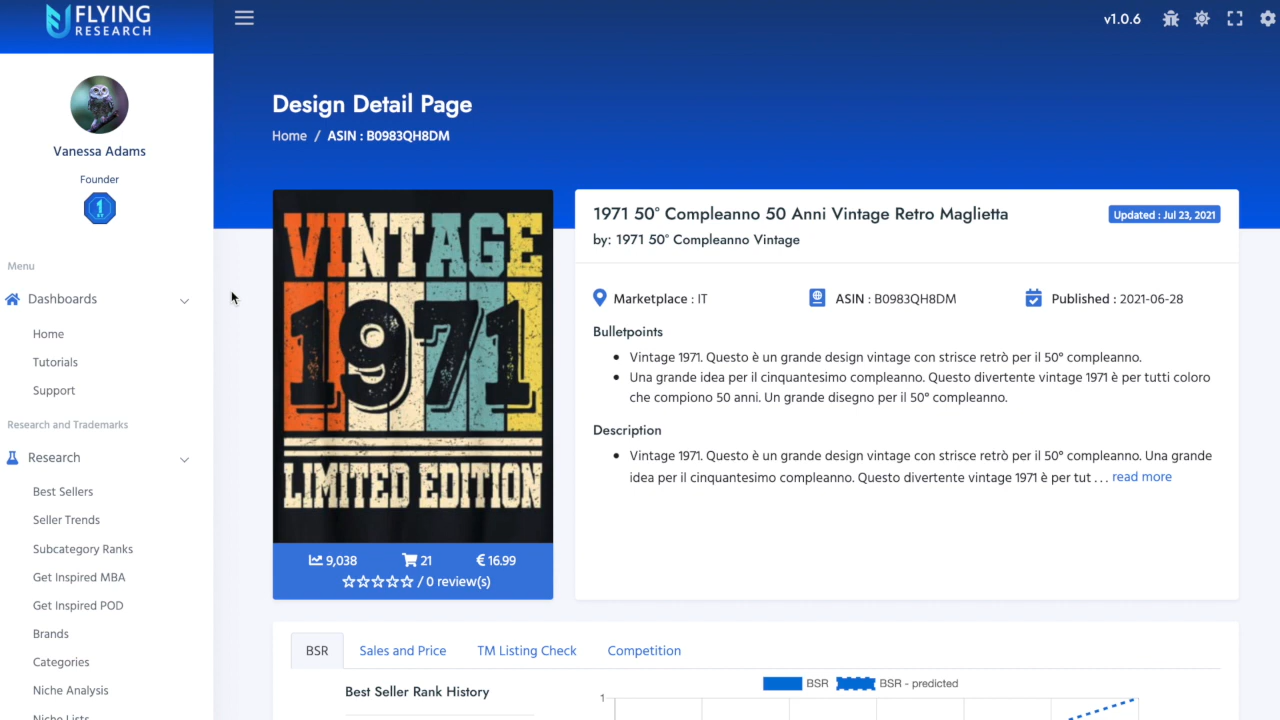 FLYING
RESEARCH
v1.0.6
Vanessa Adams
Founder
1
ST
Menu
Dashboards
Home
Tutorials
Support
Research and Trademarks
Research
Best Sellers
Seller Trends
Subcategory Ranks
Get Inspired MBA
Get Inspired POD
Brands
Categories
Niche Analysis
Niche Lists
Design Detail Page
Home / ASIN : B0983QH8DM
VINTAGE
1971
LIMITED EDITION
9,038 21 € 16.99
/ 0 review(s)
1971 50° Compleanno 50 Anni Vintage Retro Maglietta
Updated : Jul 23, 2021
by: 1971 50° Compleanno Vintage
Marketplace : IT ASIN : B0983QH8DM Published : 2021-06-28
Bulletpoints
Vintage 1971. Questo è un grande design vintage con strisce retrò per il 50° compleanno.
Una grande idea per il cinquantesimo compleanno. Questo divertente vintage 1971 è per tutti coloro
che compiono 50 anni. Un grande disegno per il 50° compleanno.
Description
Vintage 1971. Questo è un grande design vintage con strisce retrò per il 50° compleanno. Una grande
idea per il cinquantesimo compleanno. Questo divertente vintage 1971 è per tut . . . read more
BSR Sales and Price TM Listing Check Competition
Best Seller Rank History
BSR BSR - predicted
1